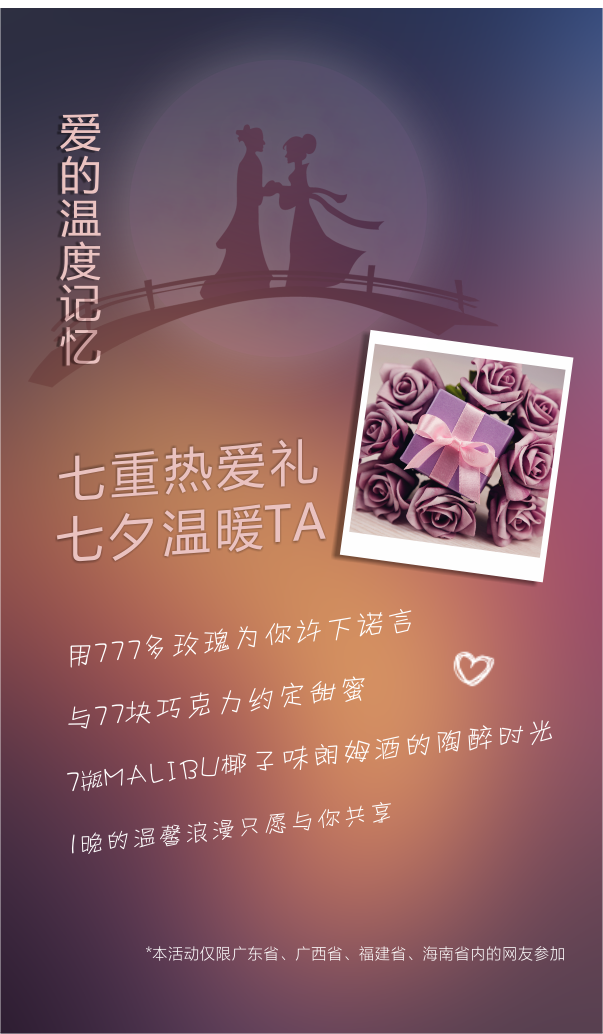 爱的温度记忆
七重热爱礼
七夕温暖TA
用777多玫瑰为你许下诺言
与77块巧克力约定甜蜜
7瓶MALIBU椰子味朗姆酒的陶醉时光
1晚的温馨浪漫只愿与你共享
*本活动仅限广东省、广西省、福建省、海南省内的网友参加